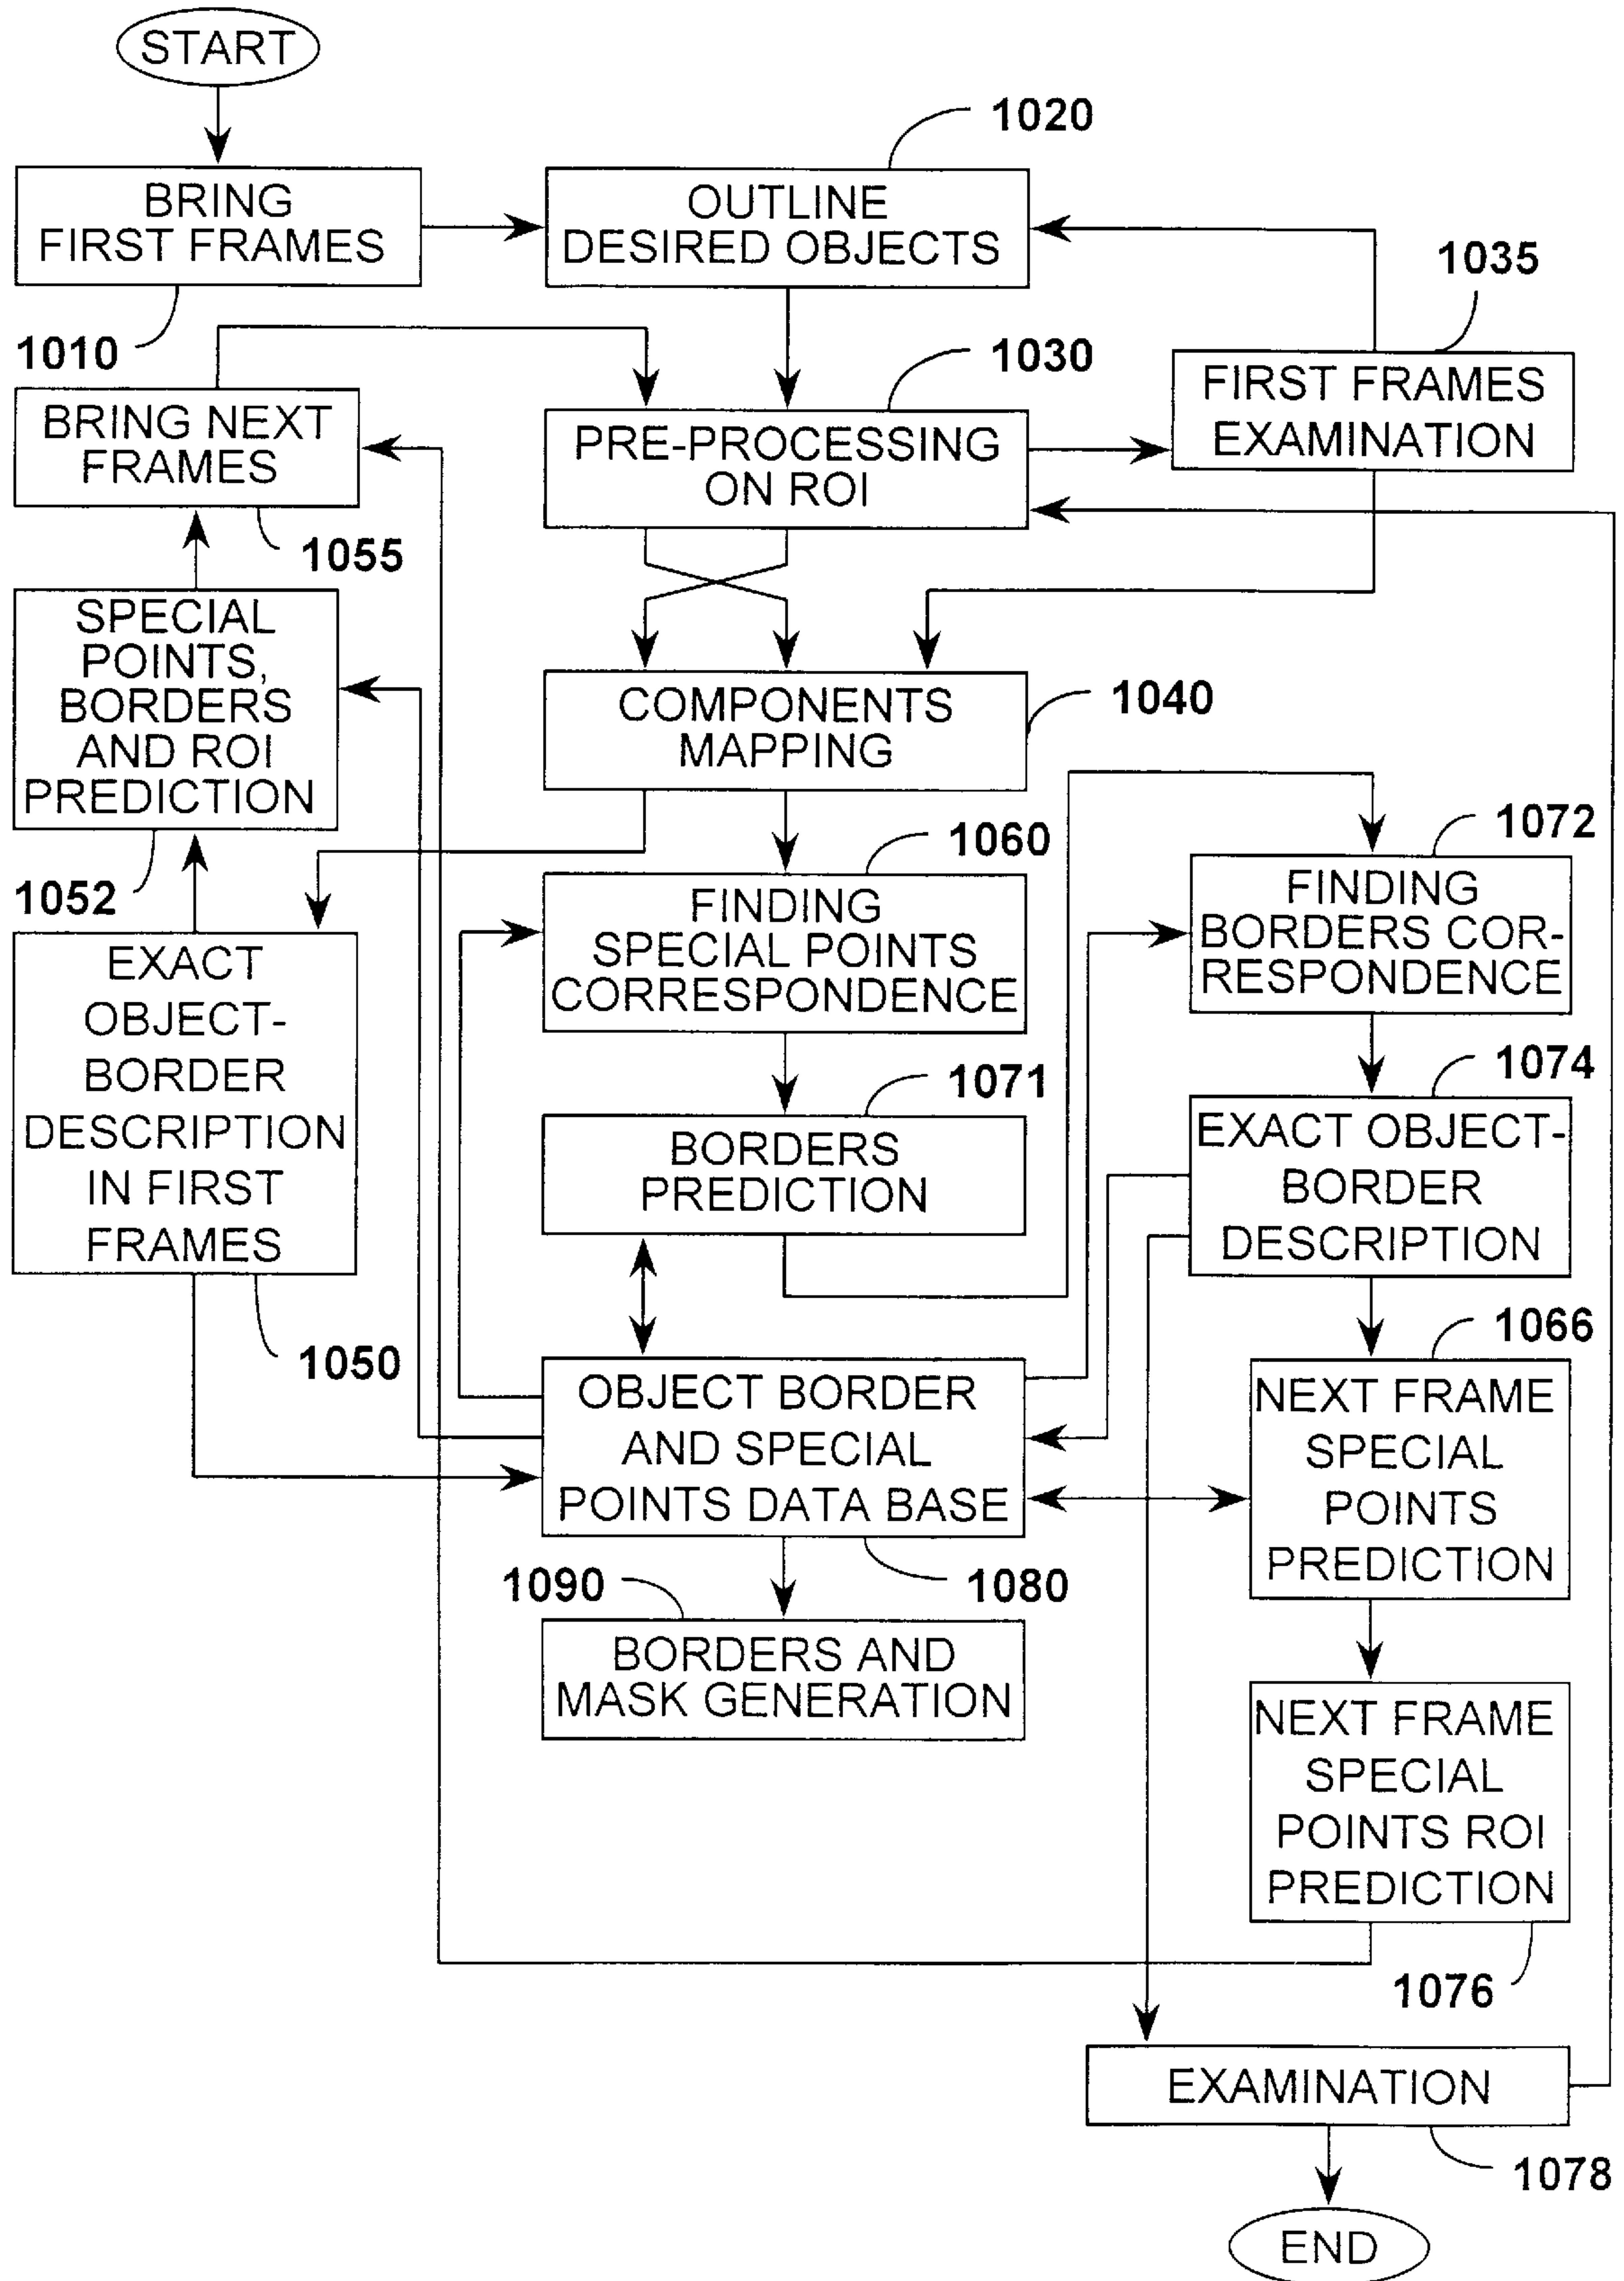 START
1020
BRING
FIRST FRAMES
OUTLINE
DESIRED OBJECTS
1035
1010
1030
FIRST FRAMES
EXAMINATION
BRING NEXT
FRAMES
PRE-PROCESSING
ON ROI
1055
SPECIAL
POINTS,
BORDERS
AND ROI
PREDICTION
COMPONENTS
MAPPING
1040
1052
1060
1072
EXACT
OBJECT-
BORDER
DESCRIPTION
IN FIRST
FRAMES
FINDING
SPECIAL POINTS
CORRESPONDENCE
FINDING
BORDERS COR-
RESPONDENCE
1071
1074
BORDERS
PREDICTION
EXACT OBJECT-
BORDER
DESCRIPTION
1050
1066
OBJECT BORDER
AND SPECIAL
POINTS DATA BASE
NEXT FRAME
SPECIAL
POINTS
PREDICTION
1090
1080
BORDERS AND
MASK GENERATION
NEXT FRAME
SPECIAL
POINTS ROI
PREDICTION
1076
EXAMINATION
1078
END